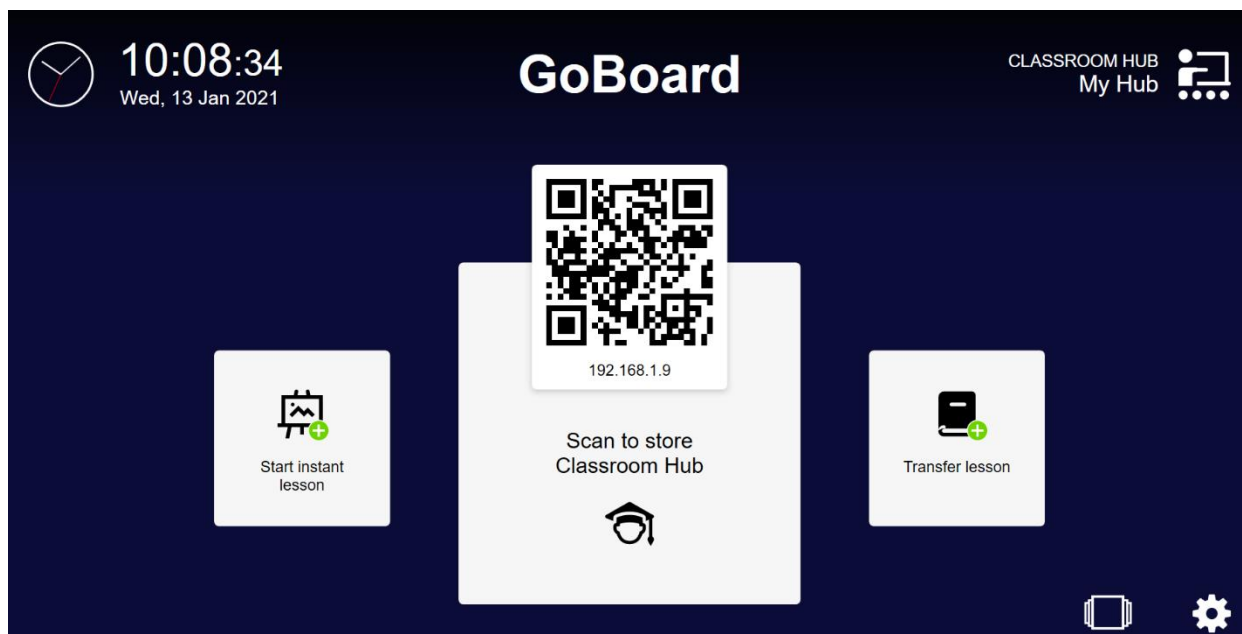 10:08:34
Wed, 13 Jan 2021
GoBoard
CLASSROOM HUB
My Hub
192.168.1.9
Scan to store
Classroom Hub
Start instant
lesson
Transfer lesson